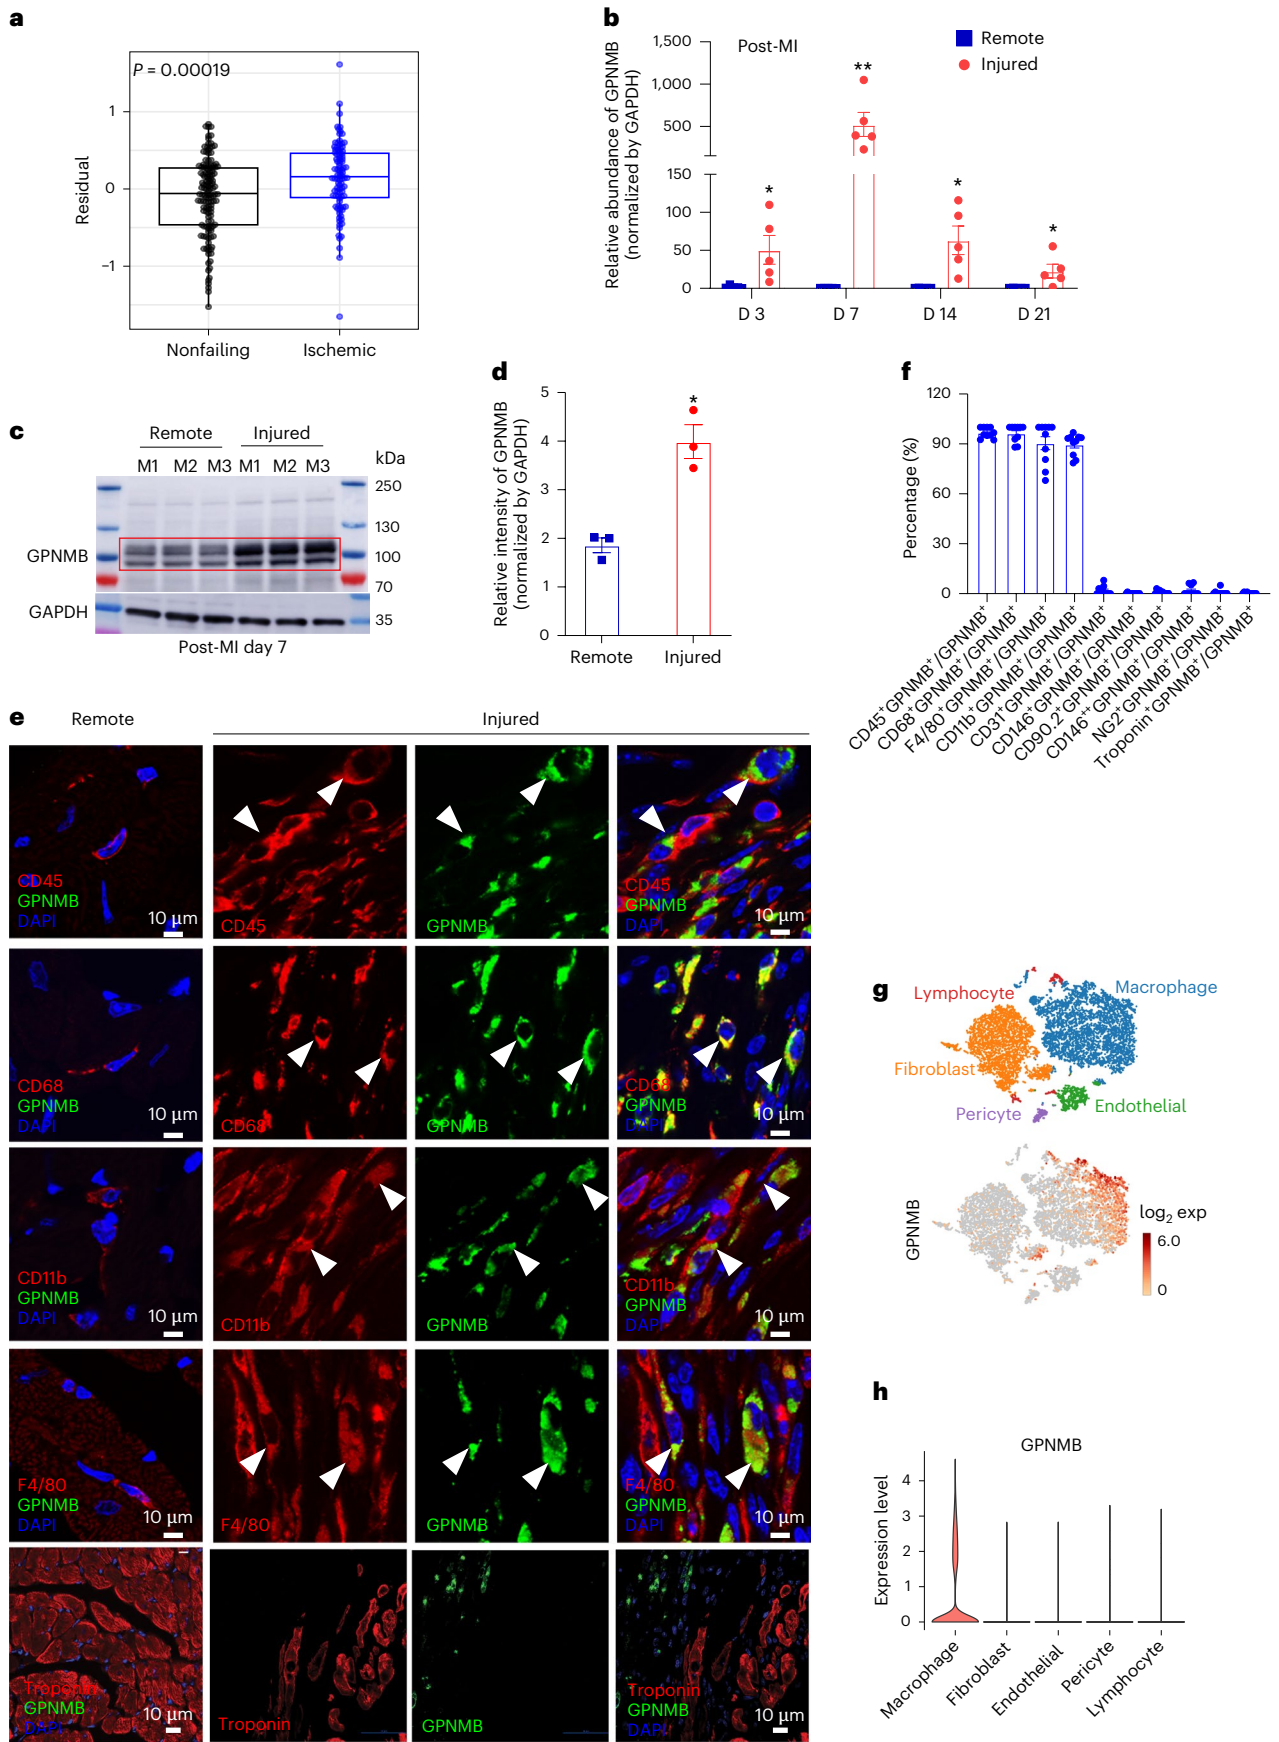 a
P = 0.00019
Residual
1
0
−1
Nonfailing
Ischemic
b
Relative abundance of GPNMB
(normalized by GAPDH)
1,500
1,000
500
150
100
50
0
Post-MI
Remote
Injured
*
**
*
*
D 3
D 7
D 14
D 21
c
Remote
Injured
M1 M2 M3 M1 M2 M3
kDa
250
130
100
70
35
GPNMB
GAPDH
Post-MI day 7
d
Relative intensity of GPNMB
(normalized by GAPDH)
5
4
3
2
1
0
*
Remote
Injured
f
Percentage (%)
120
90
60
30
0
CD45⁺GPNMB⁺/GPNMB⁺
CD68⁺GPNMB⁺/GPNMB⁺
F4/80⁺GPNMB⁺/GPNMB⁺
CD11b⁺GPNMB⁺/GPNMB⁺
CD31⁺GPNMB⁺/GPNMB⁺
CD146⁺GPNMB⁺/GPNMB⁺
CD90.2⁺GPNMB⁺/GPNMB⁺
CD146⁺⁺GPNMB⁺/GPNMB⁺
NG2⁺GPNMB⁺/GPNMB⁺
Troponin⁺GPNMB⁺/GPNMB⁺
e
Remote
Injured
CD45
GPNMB
DAPI
10 µm
CD45
GPNMB
CD45
GPNMB
DAPI
10 µm
CD68
GPNMB
DAPI
10 µm
CD68
GPNMB
CD68
GPNMB
DAPI
10 µm
CD11b
GPNMB
DAPI
10 µm
CD11b
GPNMB
CD11b
GPNMB
DAPI
10 µm
F4/80
GPNMB
DAPI
10 µm
F4/80
GPNMB
F4/80
GPNMB
DAPI
10 µm
Troponin
GPNMB
DAPI
10 µm
Troponin
GPNMB
Troponin
GPNMB
DAPI
10 µm
g
Lymphocyte
Macrophage
Fibroblast
Pericyte
Endothelial
GPNMB
log₂ exp
6.0
0
h
GPNMB
Expression level
4
3
2
1
0
Macrophage
Fibroblast
Endothelial
Pericyte
Lymphocyte